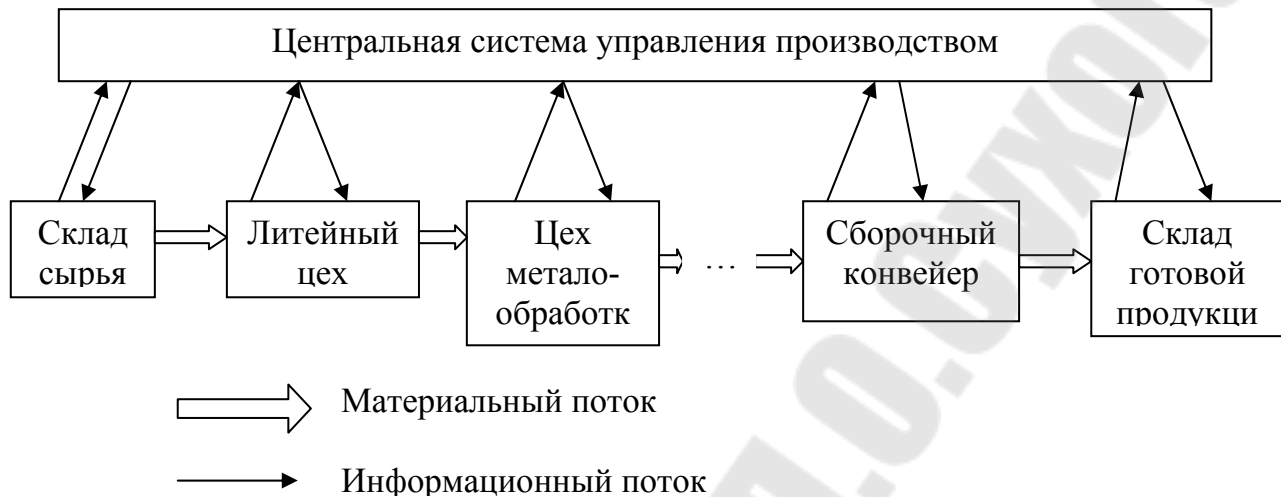 Центральная система управления производством
Склад
сырья
Литейный
цех
Цех
метало-
обработк
…
Сборочный
конвейер
Склад
готовой
продукци
Материальный поток
Информационный поток
П.О.Сухо